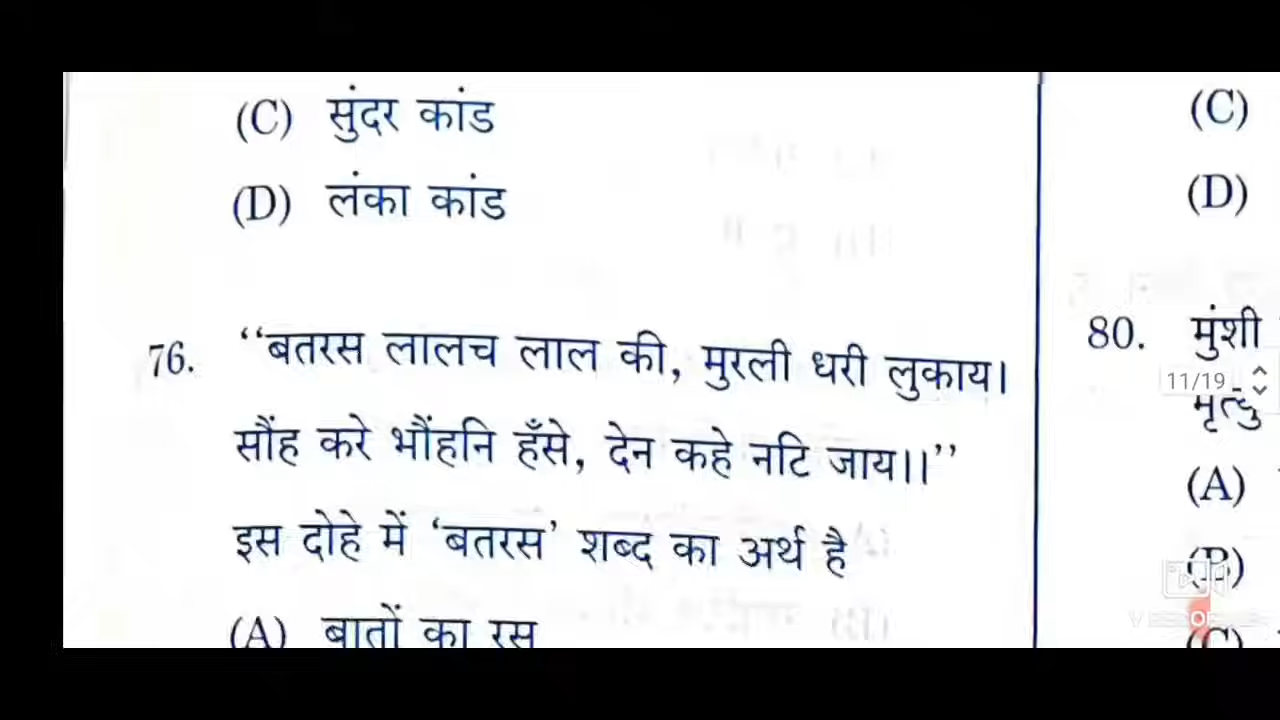 (C) सुंदर कांड
(D) लंका कांड
76. ‘‘बतरस लालच लाल की, मुरली धरी लुकाय।
सौंह करे भौंहनि हँसे, देन कहे नटि जाय।।’’
इस दोहे में ‘बतरस’ शब्द का अर्थ है
(A) बातों का रस
(C)
(D)
80. मुंशी
11/19
(A)
(B)
(C)